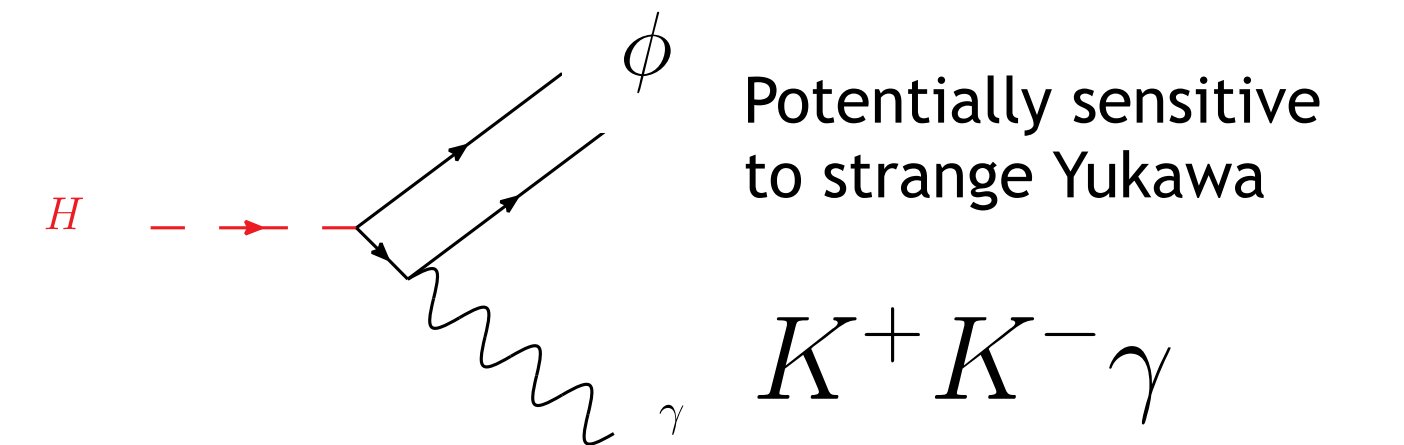 ϕ
Potentially sensitive
to strange Yukawa
H
K⁺K⁻γ
γ